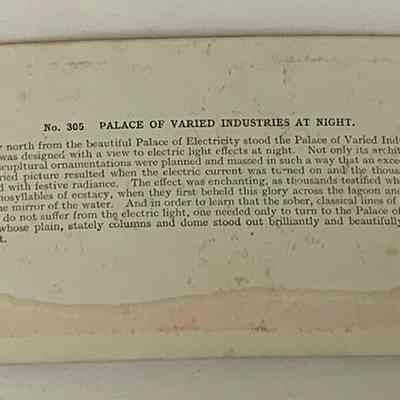 No. 305 PALACE OF VARIED INDUSTRIES AT NIGHT.
north from the beautiful Palace of Electricity stood the Palace of Varied Indu
was designed with a view to electric light effects at night. Not only its archit
sculptural ornamentations were planned and massed in such a way that an exce
ried picture resulted when the electric current was turned on and the thous
d with festive radiance. The effect was enchanting, as thousands testified wh
nosyllables of ecstasy, when they first beheld this glory across the lagoon and
e mirror of the water. And in order to learn that the sober, classical lines of
do not suffer from the electric light, one needed only to turn to the Palace of
whose plain, stately columns and dome stood out brilliantly and beautifully
t.